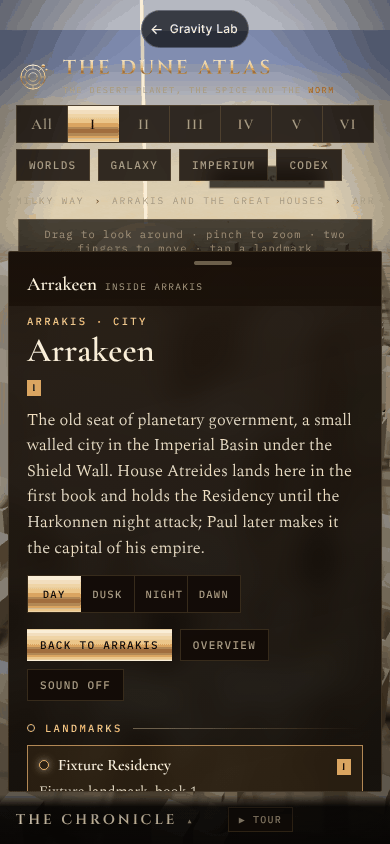 ← Gravity Lab
THE DUNE ATLAS
DESERT PLANET, THE SPICE AND THE WORM
All I II III IV V VI
WORLDS GALAXY IMPERIUM CODEX
MILKY WAY › ARRAKIS AND THE GREAT HOUSES ›
Drag to look around · pinch to zoom · two
fingers to move · tap a landmark
Arrakeen INSIDE ARRAKIS
ARRAKIS · CITY
Arrakeen
I
The old seat of planetary government, a small
walled city in the Imperial Basin under the
Shield Wall. House Atreides lands here in the
first book and holds the Residency until the
Harkonnen night attack; Paul later makes it
the capital of his empire.
DAY DUSK NIGHT DAWN
BACK TO ARRAKIS OVERVIEW
SOUND OFF
LANDMARKS
Fixture Residency I
Fixture landmark, book 1
THE CHRONICLE ▴ ▶ TOUR